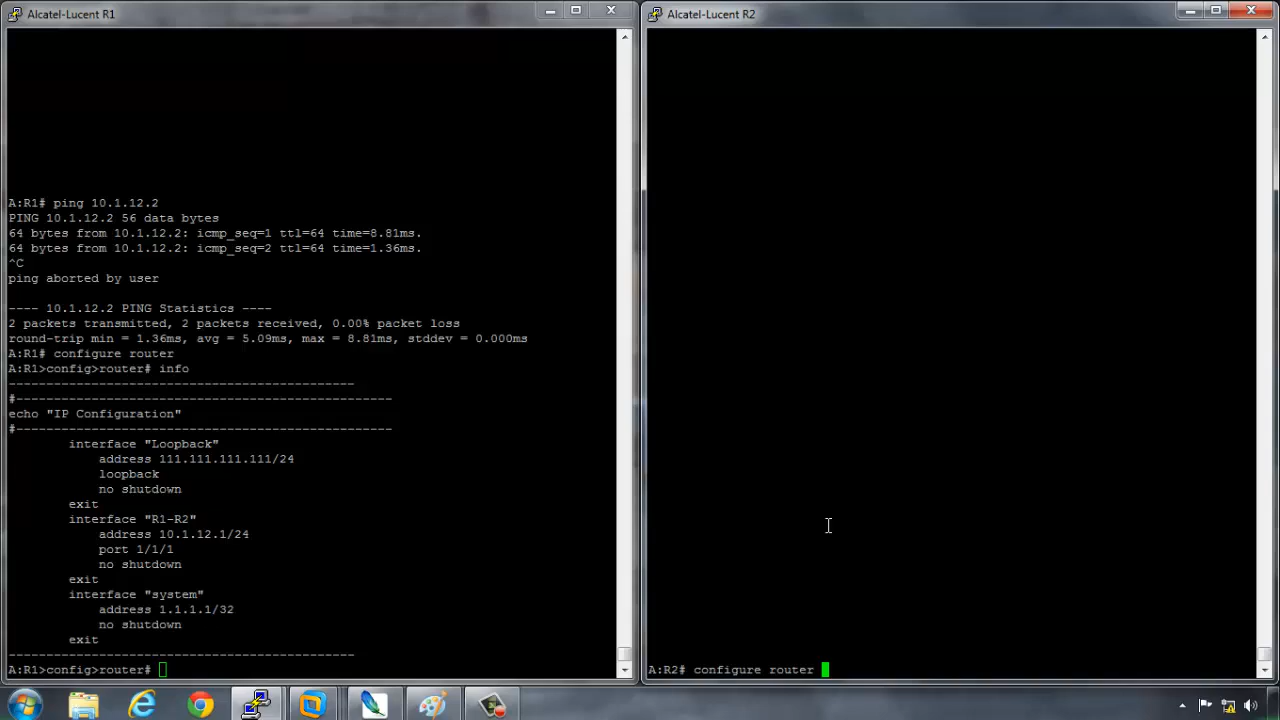 Alcatel-Lucent R1
A:R1# ping 10.1.12.2
PING 10.1.12.2 56 data bytes
64 bytes from 10.1.12.2: icmp_seq=1 ttl=64 time=8.81ms.
64 bytes from 10.1.12.2: icmp_seq=2 ttl=64 time=1.36ms.
^C
ping aborted by user
---- 10.1.12.2 PING Statistics ----
2 packets transmitted, 2 packets received, 0.00% packet loss
round-trip min = 1.36ms, avg = 5.09ms, max = 8.81ms, stddev = 0.000ms
A:R1# configure router
A:R1>config>router# info
----------------------------------------------
#--------------------------------------------------
echo "IP Configuration"
#--------------------------------------------------
interface "Loopback"
address 111.111.111.111/24
loopback
no shutdown
exit
interface "R1-R2"
address 10.1.12.1/24
port 1/1/1
no shutdown
exit
interface "system"
address 1.1.1.1/32
no shutdown
exit
----------------------------------------------
A:R1>config>router#
Alcatel-Lucent R2
A:R2# configure router